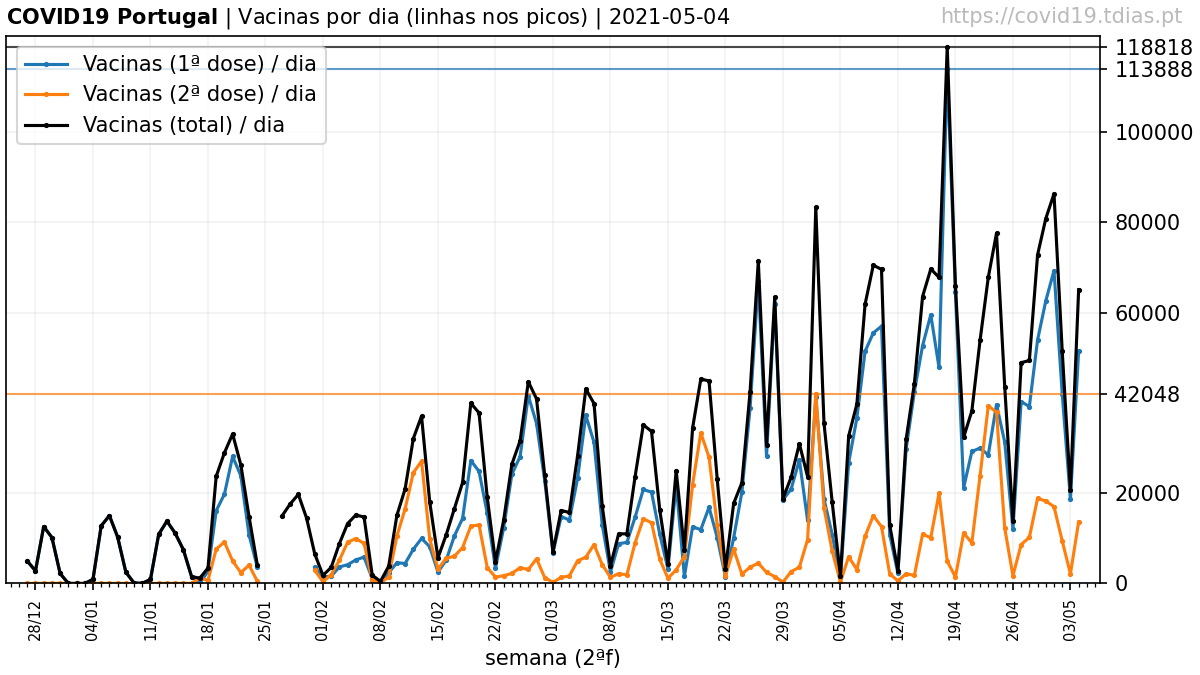 COVID19 Portugal | Vacinas por dia (linhas nos picos) | 2021-05-04
https://covid19.tdias.pt
Vacinas (1ª dose) / dia
Vacinas (2ª dose) / dia
Vacinas (total) / dia
118818
113888
100000
80000
60000
42048
20000
0
28/12 04/01 11/01 18/01 25/01 01/02 08/02 15/02 22/02 01/03 08/03 15/03 22/03 29/03 05/04 12/04 19/04 26/04 03/05
semana (2ªf)